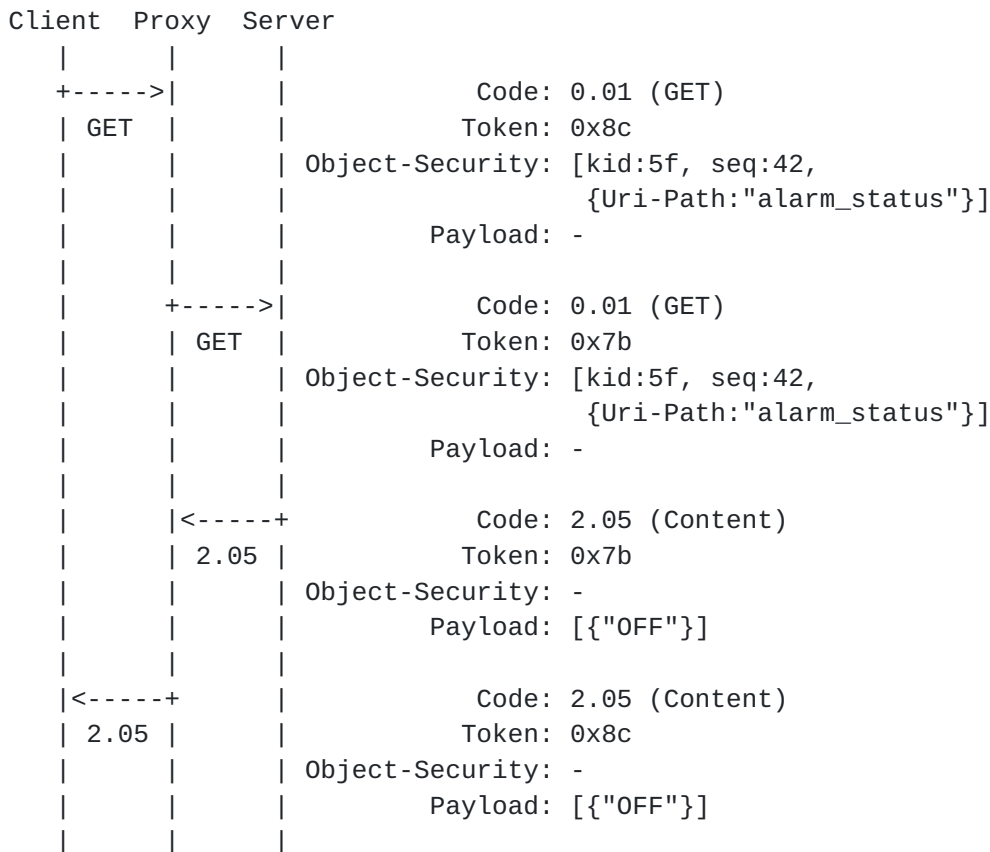 Client  Proxy  Server
   |      |      |
   +----->|      |            Code: 0.01 (GET)
   | GET  |      |           Token: 0x8c
   |      |      | Object-Security: [kid:5f, seq:42,
   |      |      |                   {Uri-Path:"alarm_status"}]
   |      |      |         Payload: -
   |      |      |
   |      +----->|            Code: 0.01 (GET)
   |      | GET  |           Token: 0x7b
   |      |      | Object-Security: [kid:5f, seq:42,
   |      |      |                   {Uri-Path:"alarm_status"}]
   |      |      |         Payload: -
   |      |      |
   |      |<-----+            Code: 2.05 (Content)
   |      | 2.05 |           Token: 0x7b
   |      |      | Object-Security: -
   |      |      |         Payload: [{"OFF"}]
   |      |      |
   |<-----+      |            Code: 2.05 (Content)
   | 2.05 |      |           Token: 0x8c
   |      |      | Object-Security: -
   |      |      |         Payload: [{"OFF"}]
   |      |      |